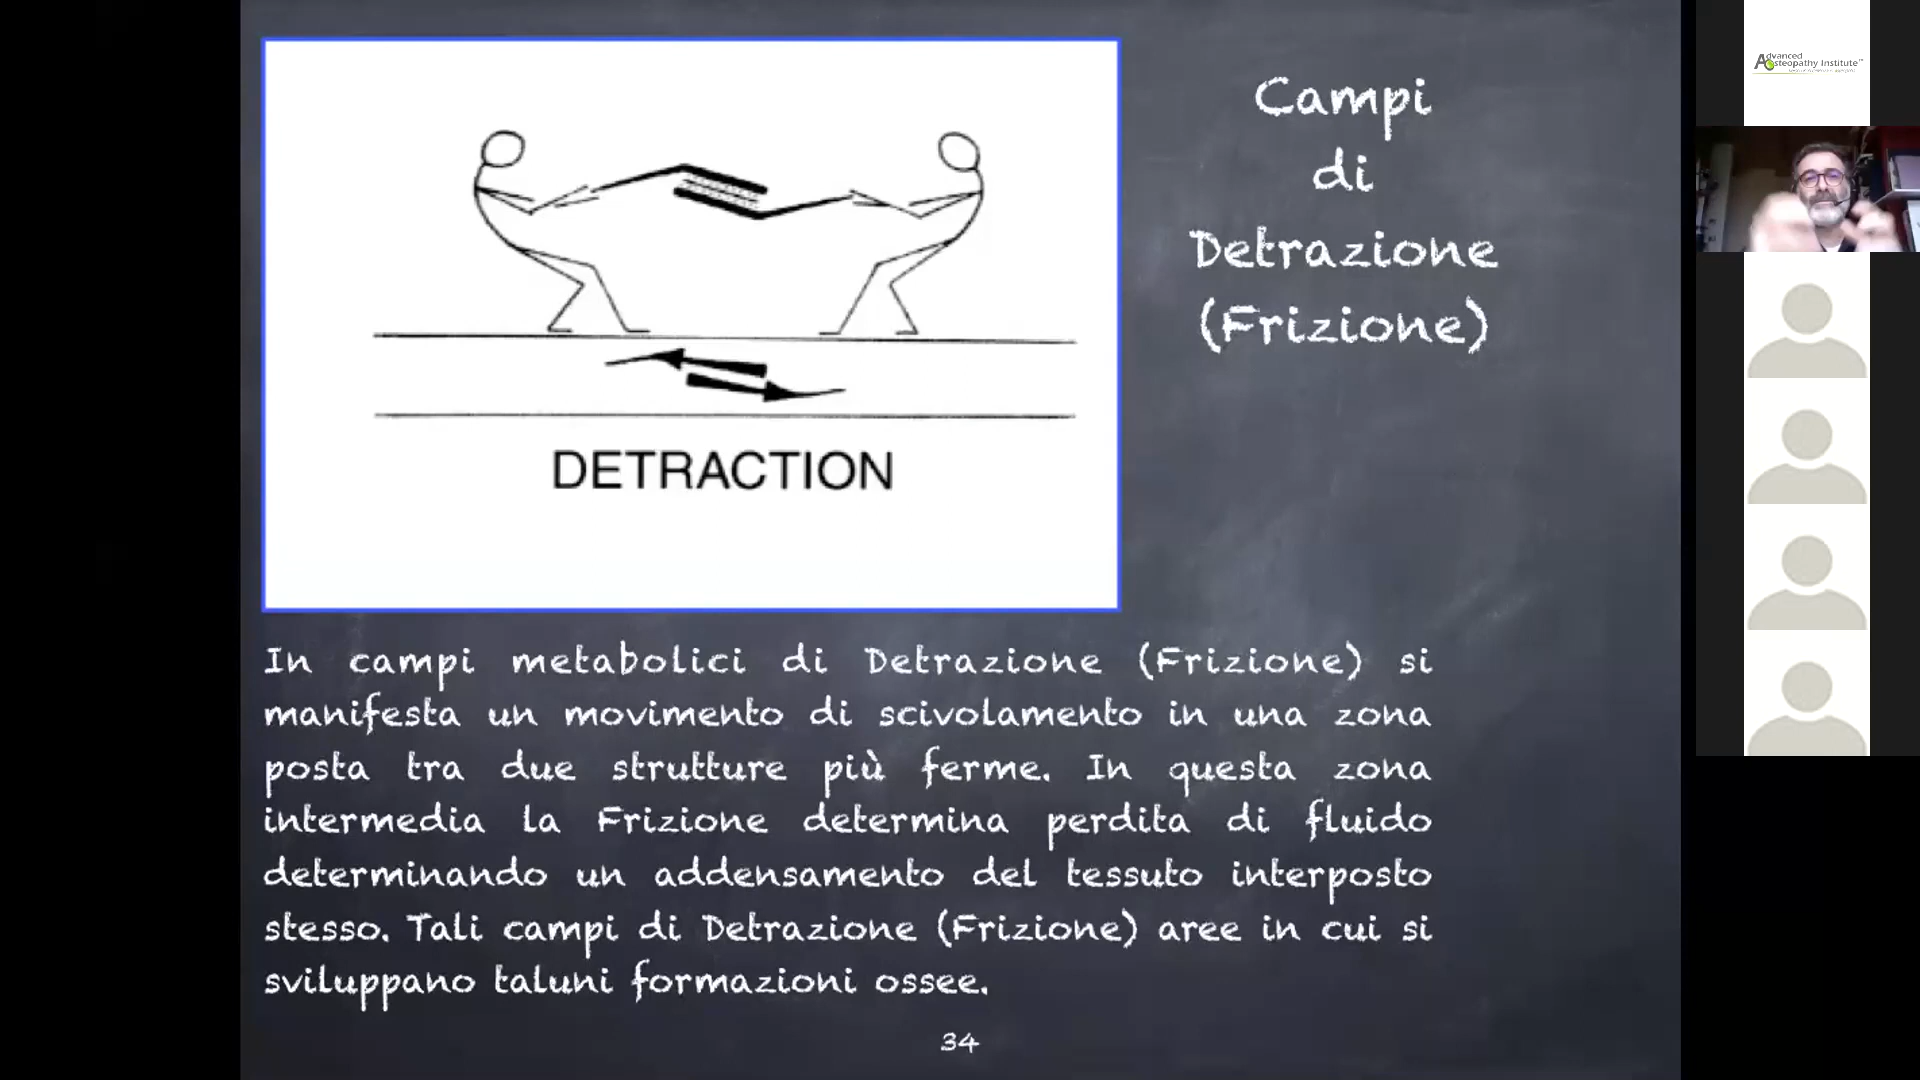 Advanced
Osteopathy Institute™
Campi
di
Detrazione
(Frizione)
DETRACTION
In campi metabolici di Detrazione (Frizione) si
manifesta un movimento di scivolamento in una zona
posta tra due strutture più ferme. In questa zona
intermedia la Frizione determina perdita di fluido
determinando un addensamento del tessuto interposto
stesso. Tali campi di Detrazione (Frizione) aree in cui si
sviluppano taluni formazioni ossee.
34